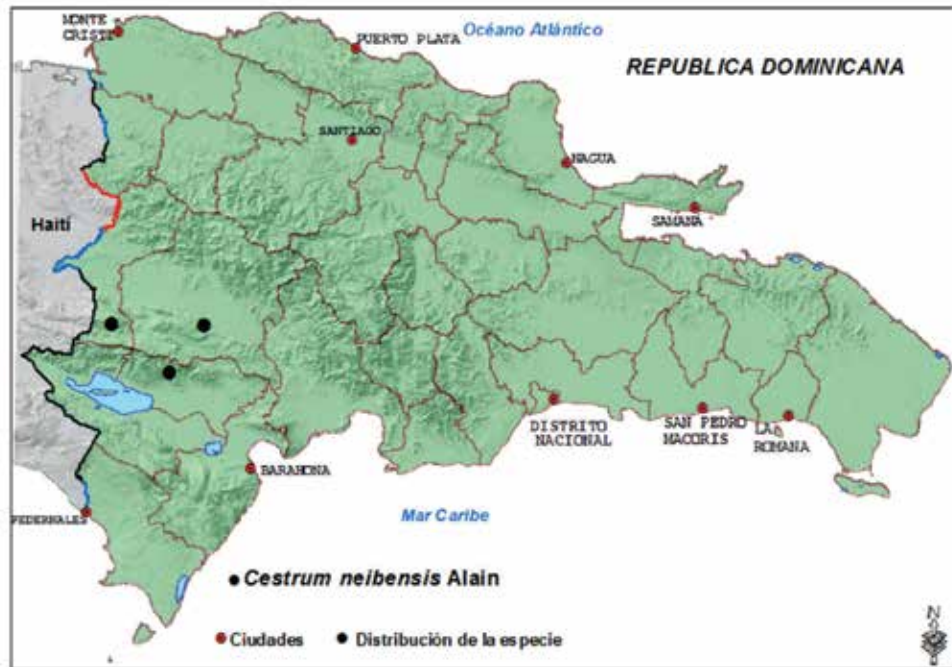 MONTE
CRISTI
PUERTO PLATA
Océano Atlántico
REPUBLICA DOMINICANA
SANTIAGO
NAGUA
SAMANA
Haití
DISTRITO
NACIONAL
SAN PEDRO
MACORIS
LA
ROMANA
BARAHONA
Mar Caribe
PEDERNALES
Cestrum neibensis Alain
Ciudades
Distribución de la especie
N